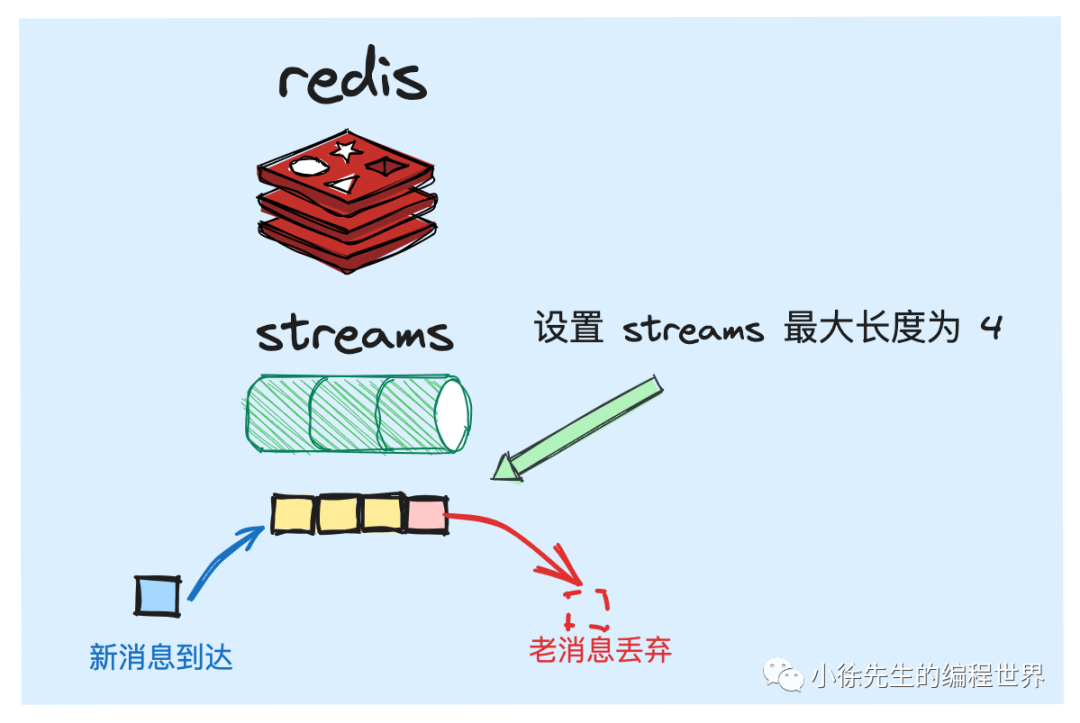 redis
streams
设置 streams 最大长度为 4
新消息到达
老消息丢弃
小徐先生的编程世界